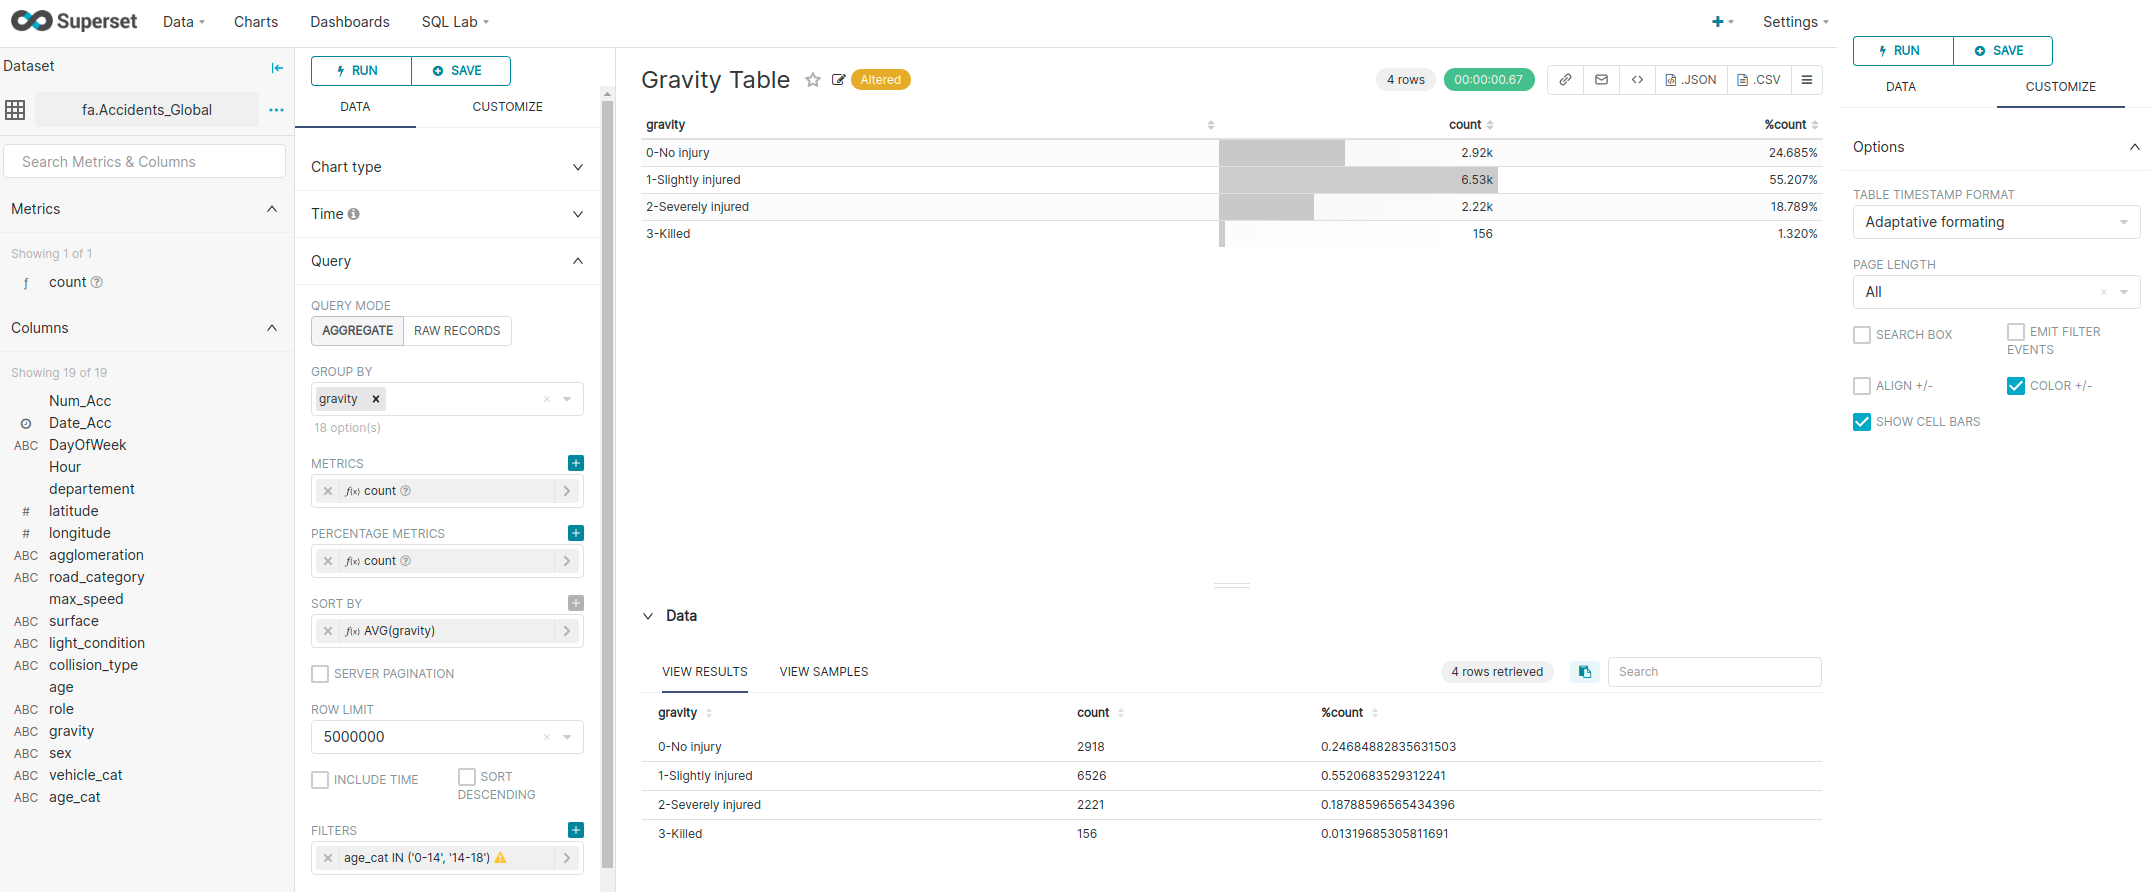 Superset
Data
Charts
Dashboards
SQL Lab
Settings
Dataset
fa.Accidents_Global
Search Metrics & Columns
Metrics
Showing 1 of 1
f count
Columns
Showing 19 of 19
Num_Acc
Date_Acc
ABC DayOfWeek
Hour
departement
# latitude
# longitude
ABC agglomeration
ABC road_category
max_speed
ABC surface
ABC light_condition
ABC collision_type
age
ABC role
ABC gravity
ABC sex
ABC vehicle_cat
ABC age_cat
RUN
SAVE
DATA
CUSTOMIZE
Chart type
Time
Query
QUERY MODE
AGGREGATE
RAW RECORDS
GROUP BY
gravity
18 option(s)
METRICS
f(x) count
PERCENTAGE METRICS
f(x) count
SORT BY
f(x) AVG(gravity)
SERVER PAGINATION
ROW LIMIT
5000000
INCLUDE TIME
SORT
DESCENDING
FILTERS
age_cat IN ('0-14', '14-18')
Gravity Table
Altered
4 rows
00:00:00.67
.JSON
.CSV
gravity count %count
0-No injury 2.92k 24.685%
1-Slightly injured 6.53k 55.207%
2-Severely injured 2.22k 18.789%
3-Killed 156 1.320%
Data
VIEW RESULTS
VIEW SAMPLES
4 rows retrieved
Search
gravity count %count
0-No injury 2918 0.24684882835631503
1-Slightly injured 6526 0.5520683529312241
2-Severely injured 2221 0.18788596565434396
3-Killed 156 0.01319685305811691
RUN
SAVE
DATA
CUSTOMIZE
Options
TABLE TIMESTAMP FORMAT
Adaptative formating
PAGE LENGTH
All
SEARCH BOX
EMIT FILTER
EVENTS
ALIGN +/-
COLOR +/-
SHOW CELL BARS